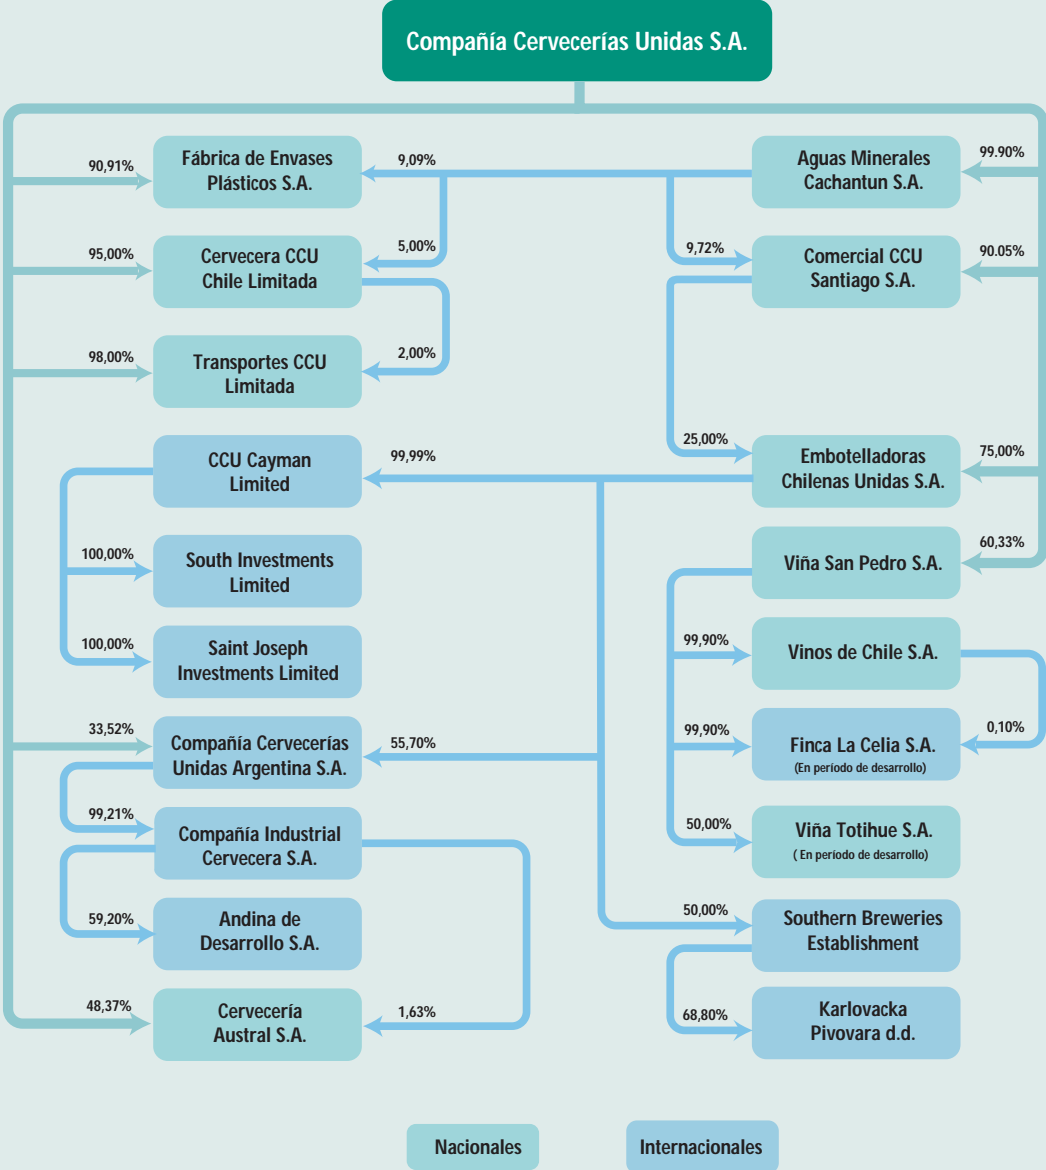 Compañía Cervecerías Unidas S.A.
90,91%
Fábrica de Envases
Plásticos S.A.
9,09%
Aguas Minerales
Cachantun S.A.
99.90%
95,00%
Cervecera CCU
Chile Limitada
5,00%
9,72%
Comercial CCU
Santiago S.A.
90.05%
98,00%
Transportes CCU
Limitada
2,00%
CCU Cayman
Limited
99,99%
25,00%
Embotelladoras
Chilenas Unidas S.A.
75,00%
100,00%
South Investments
Limited
Viña San Pedro S.A.
60,33%
100,00%
Saint Joseph
Investments Limited
99,90%
Vinos de Chile S.A.
33,52%
Compañía Cervecerías
Unidas Argentina S.A.
55,70%
99,90%
Finca La Celia S.A.
(En período de desarrollo)
0,10%
99,21%
Compañía Industrial
Cervecera S.A.
50,00%
Viña Totihue S.A.
( En período de desarrollo)
59,20%
Andina de
Desarrollo S.A.
50,00%
Southern Breweries
Establishment
48,37%
Cervecería
Austral S.A.
1,63%
68,80%
Karlovacka
Pivovara d.d.
Nacionales
Internacionales